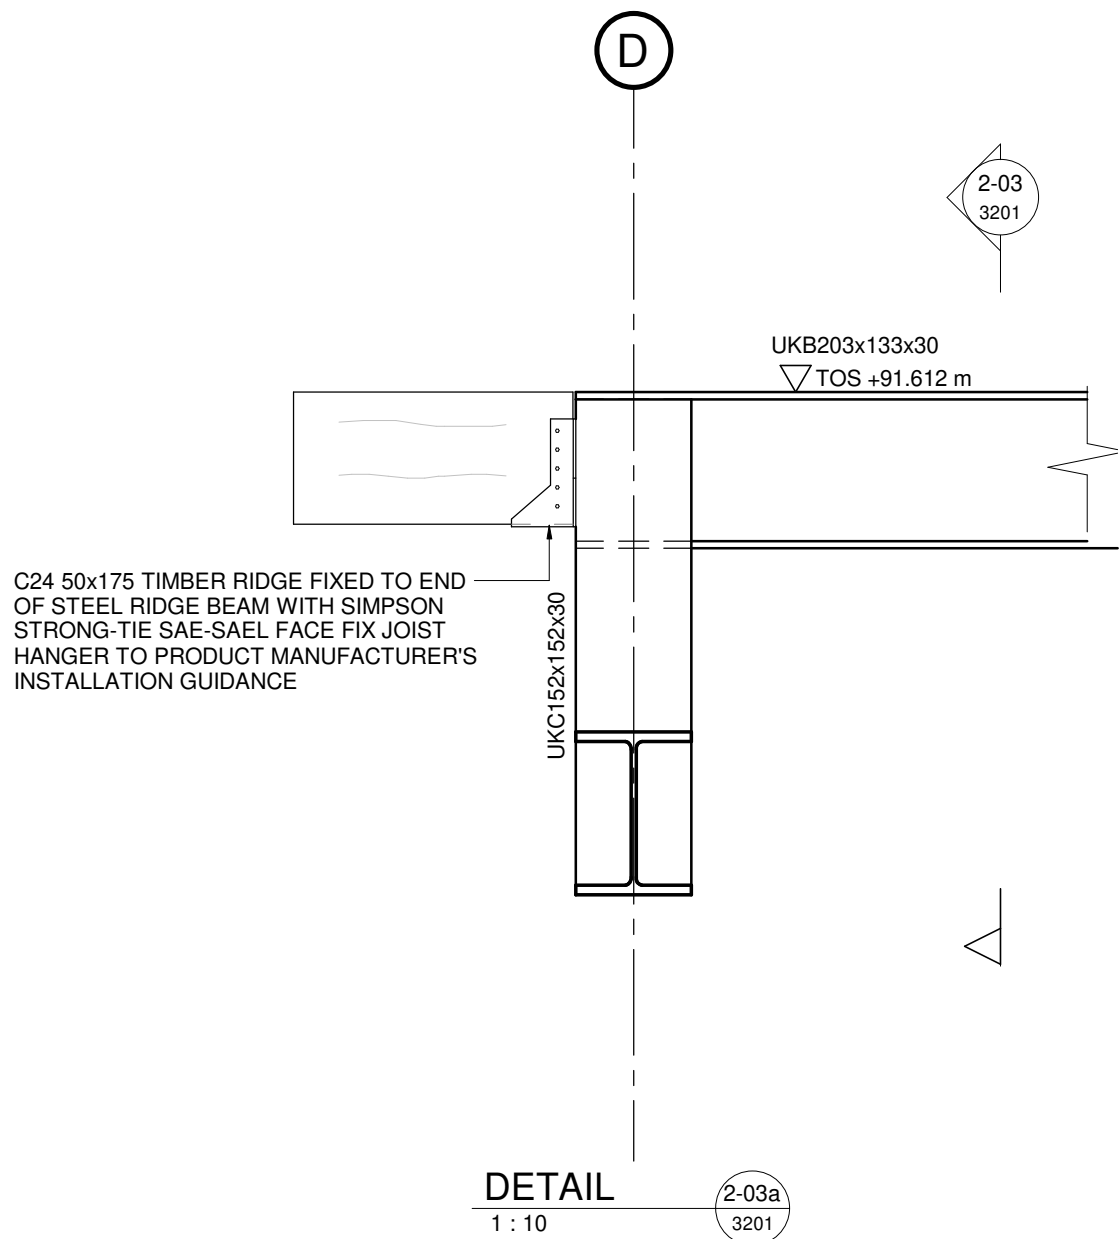 D
2-03
3201
UKB203x133x30
TOS +91.612 m
C24 50x175 TIMBER RIDGE FIXED TO END
OF STEEL RIDGE BEAM WITH SIMPSON
STRONG-TIE SAE-SAEL FACE FIX JOIST
HANGER TO PRODUCT MANUFACTURER'S
INSTALLATION GUIDANCE
UKC152x152x30
DETAIL
1 : 10
2-03a
3201